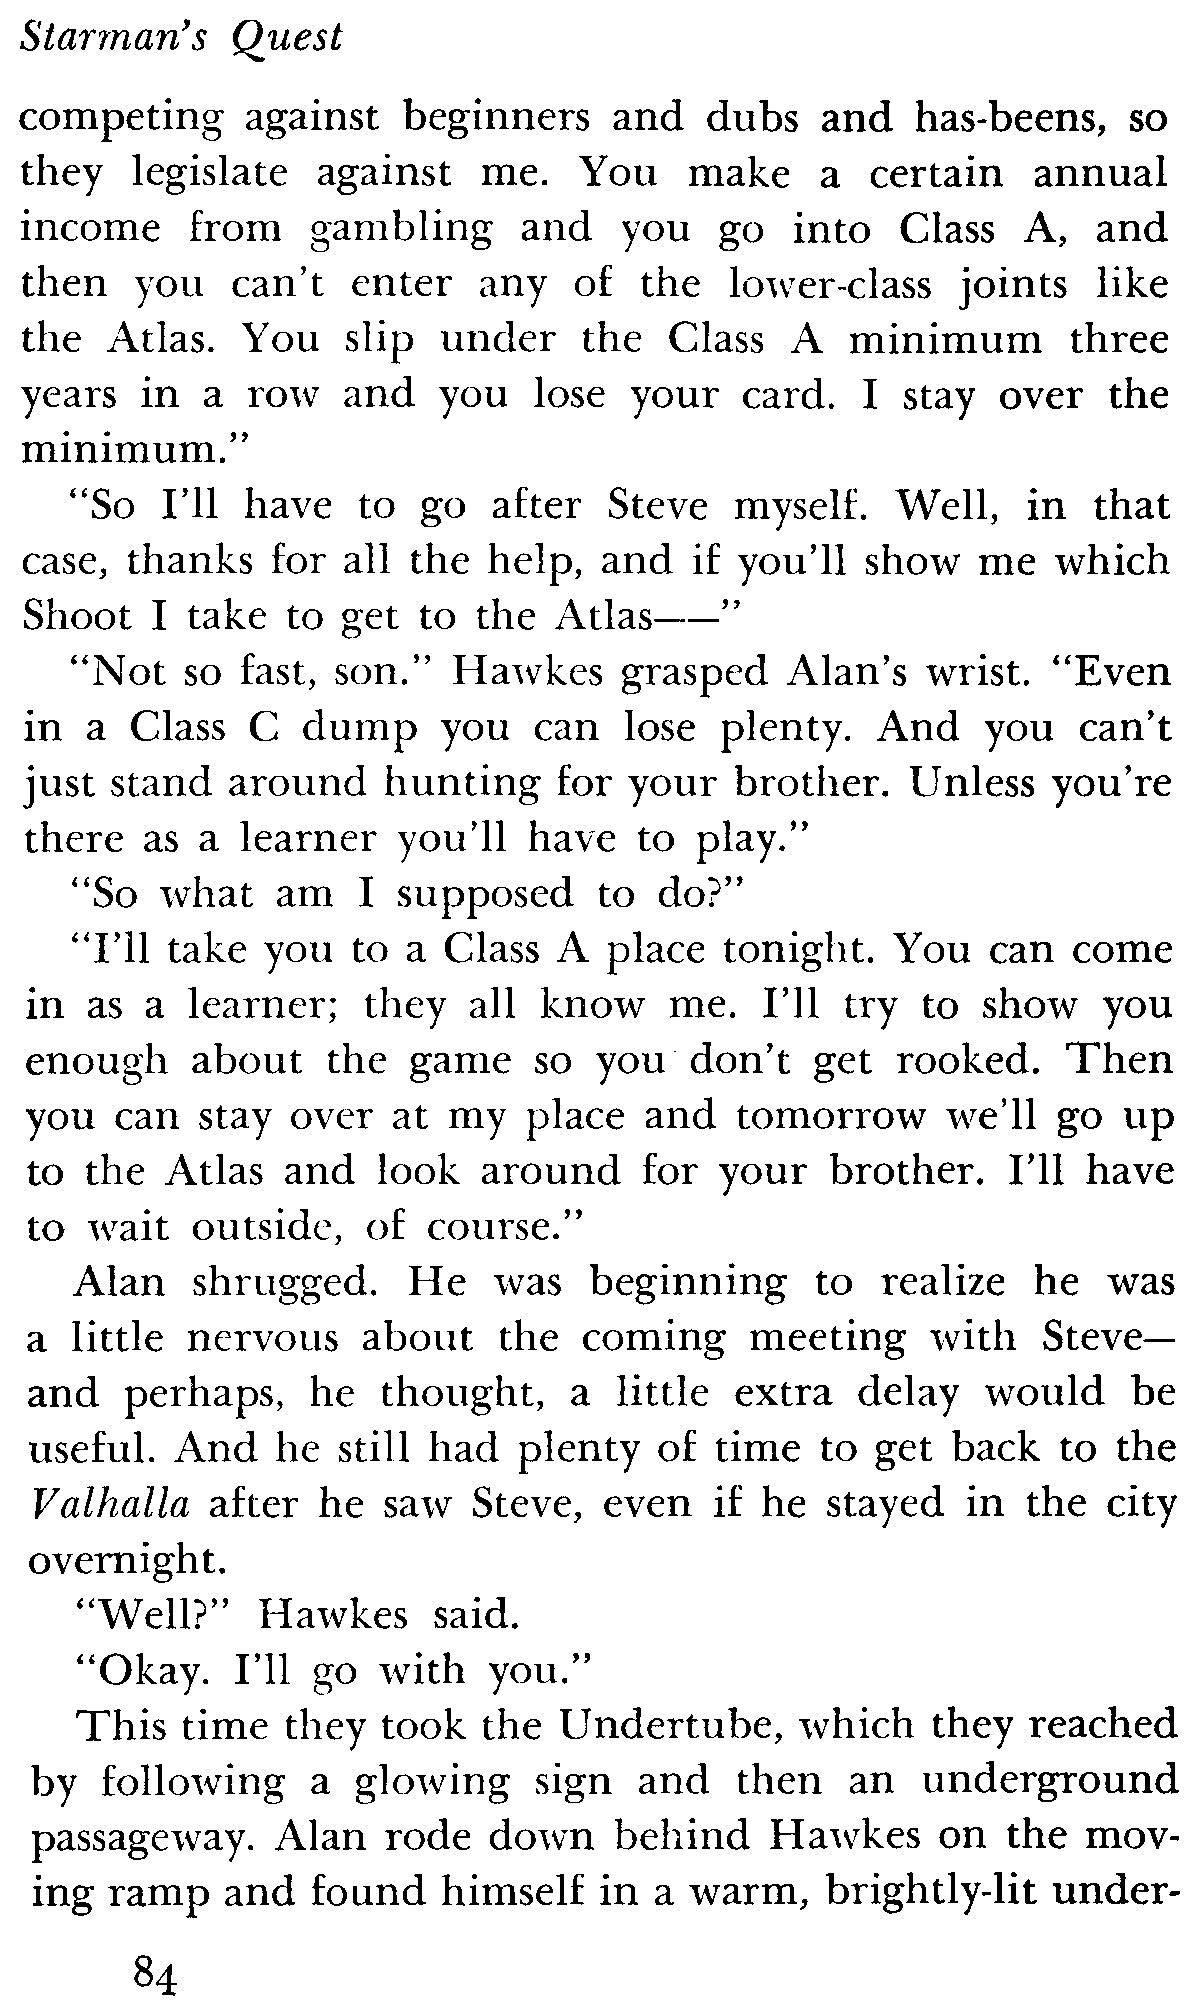 Starman's Quest
competing against beginners and dubs and has-beens, so
they legislate against me. You make a certain annual
income from gambling and you go into Class A, and
then you can't enter any of the lower-class joints like
the Atlas. You slip under the Class A minimum three
years in a row and you lose your card. I stay over the
minimum."
"So I'll have to go after Steve myself. Well, in that
case, thanks for all the help, and if you'll show me which
Shoot I take to get to the Atlas——"
"Not so fast, son." Hawkes grasped Alan's wrist. "Even
in a Class C dump you can lose plenty. And you can't
just stand around hunting for your brother. Unless you're
there as a learner you'll have to play."
"So what am I supposed to do?"
"I'll take you to a Class A place tonight. You can come
in as a learner; they all know me. I'll try to show you
enough about the game so you don't get rooked. Then
you can stay over at my place and tomorrow we'll go up
to the Atlas and look around for your brother. I'll have
to wait outside, of course."
Alan shrugged. He was beginning to realize he was
a little nervous about the coming meeting with Steve—
and perhaps, he thought, a little extra delay would be
useful. And he still had plenty of time to get back to the
Valhalla after he saw Steve, even if he stayed in the city
overnight.
"Well?" Hawkes said.
"Okay. I'll go with you."
This time they took the Undertube, which they reached
by following a glowing sign and then an underground
passageway. Alan rode down behind Hawkes on the mov-
ing ramp and found himself in a warm, brightly-lit under-
84